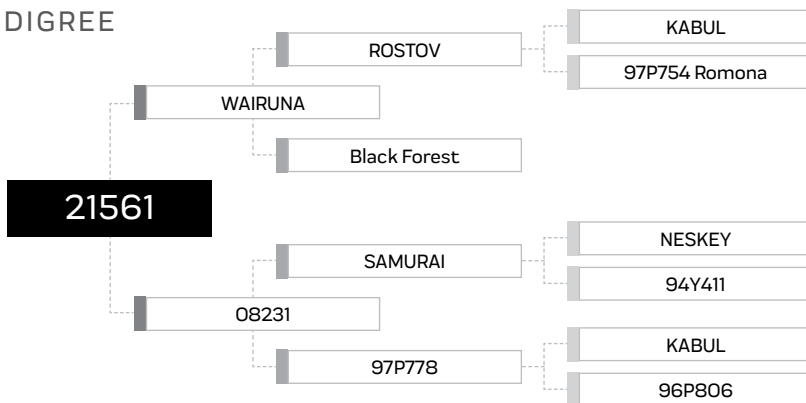 DIGREE
KABUL
ROSTOV
97P754 Romona
WAIRUNA
Black Forest
21561
NESKEY
SAMURAI
94Y411
08231
KABUL
97P778
96P806